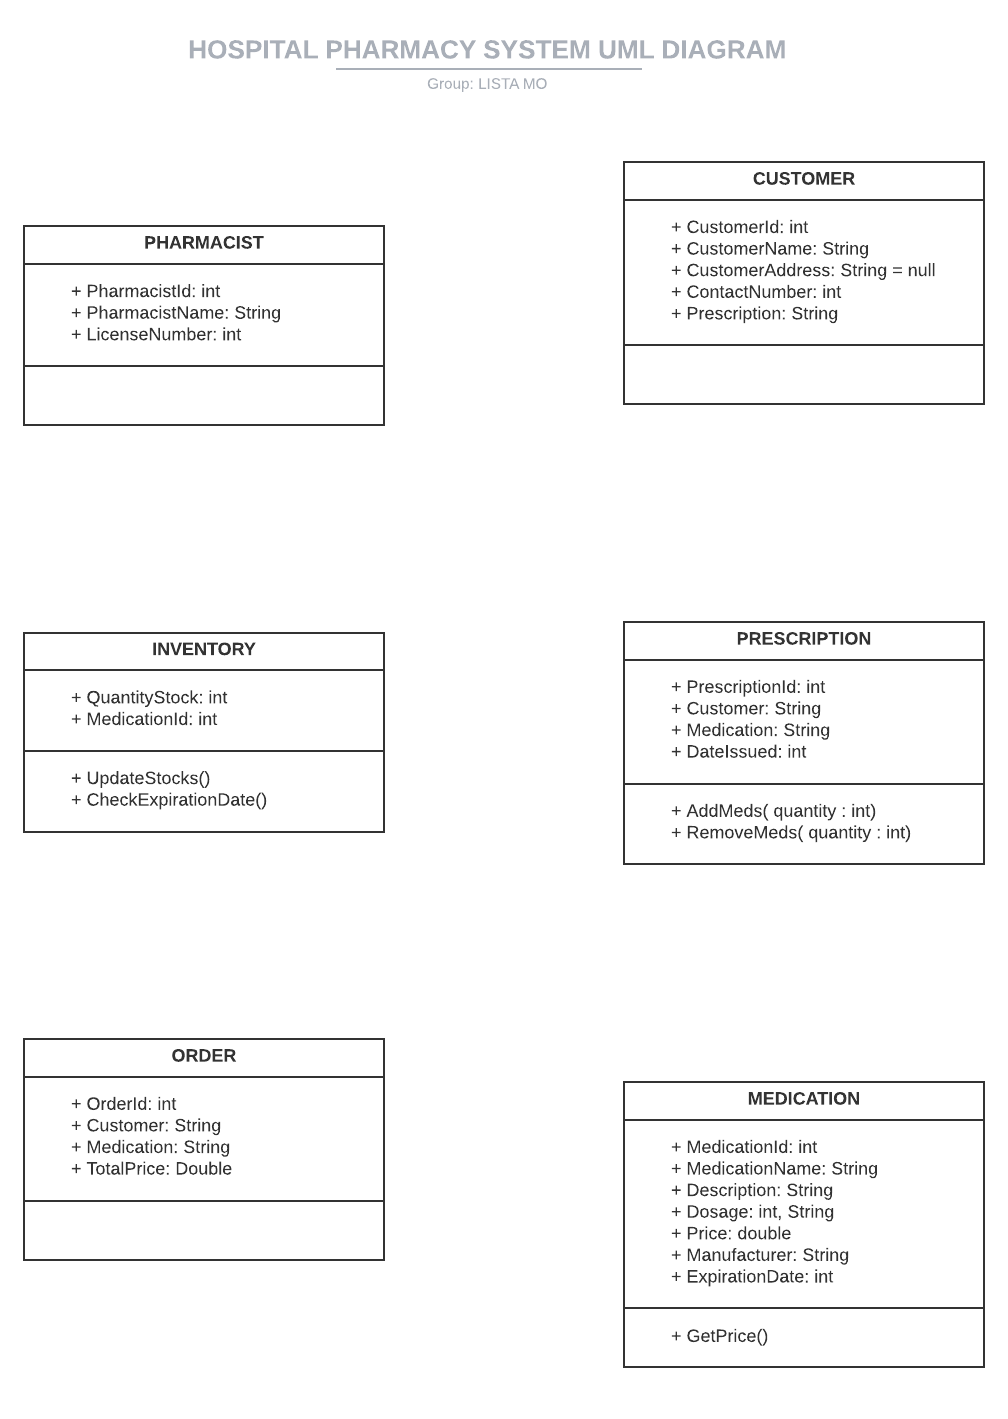 HOSPITAL PHARMACY SYSTEM UML DIAGRAM
Group: LISTA MO
PHARMACIST
+ PharmacistId: int
+ PharmacistName: String
+ LicenseNumber: int
CUSTOMER
+ CustomerId: int
+ CustomerName: String
+ CustomerAddress: String = null
+ ContactNumber: int
+ Prescription: String
INVENTORY
+ QuantityStock: int
+ MedicationId: int
+ UpdateStocks()
+ CheckExpirationDate()
PRESCRIPTION
+ PrescriptionId: int
+ Customer: String
+ Medication: String
+ DateIssued: int
+ AddMeds( quantity : int)
+ RemoveMeds( quantity : int)
ORDER
+ OrderId: int
+ Customer: String
+ Medication: String
+ TotalPrice: Double
MEDICATION
+ MedicationId: int
+ MedicationName: String
+ Description: String
+ Dosage: int, String
+ Price: double
+ Manufacturer: String
+ ExpirationDate: int
+ GetPrice()